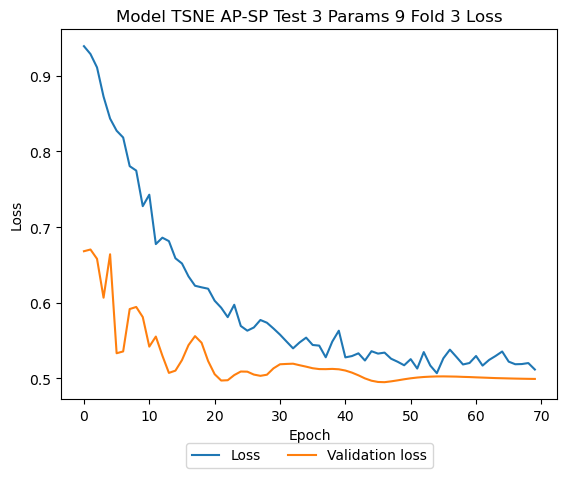 Model TSNE AP-SP Test 3 Params 9 Fold 3 Loss
0.9
0.8
0.7
0.6
0.5
Loss
0 10 20 30 40 50 60 70
Epoch
Loss Validation loss